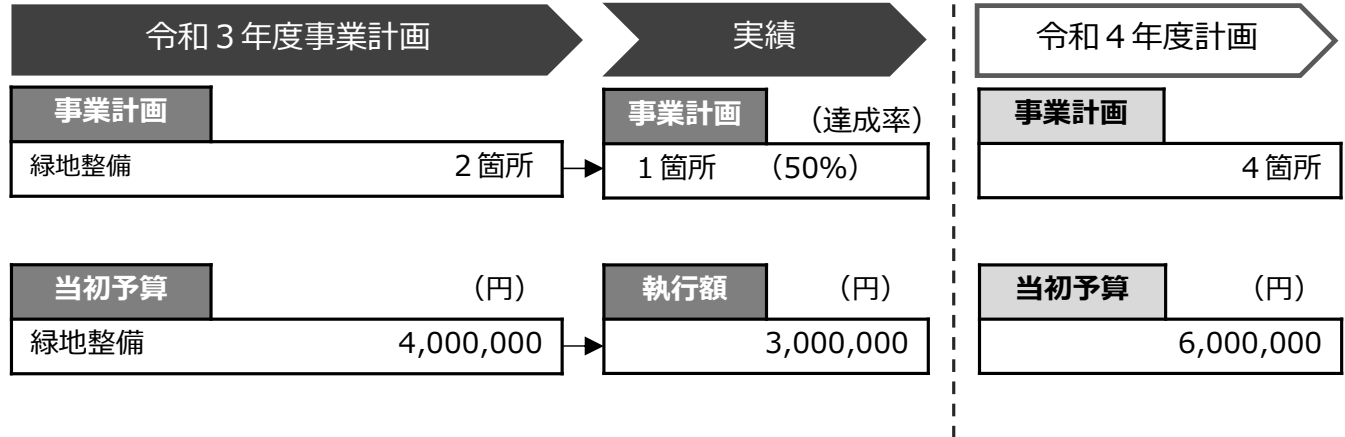 令和３年度事業計画 実績 令和４年度計画
事業計画 事業計画 （達成率） 事業計画
緑地整備 ２箇所 １箇所 （50%） ４箇所
当初予算 （円） 執行額 （円） 当初予算 （円）
緑地整備 4,000,000 3,000,000 6,000,000